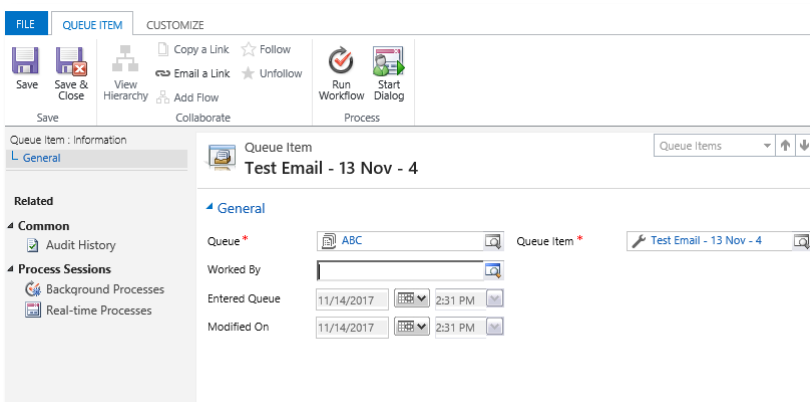 FILE QUEUE ITEM CUSTOMIZE
Copy a Link Follow
Email a Link Unfollow
Add Flow
Save Save & Close View Hierarchy Run Workflow Start Dialog
Save Collaborate Process
Queue Item : Information
General
Queue Item
Test Email - 13 Nov - 4
Queue Items
Related
Common
Audit History
Process Sessions
Background Processes
Real-time Processes
General
Queue * ABC Queue Item * Test Email - 13 Nov - 4
Worked By
Entered Queue 11/14/2017 2:31 PM
Modified On 11/14/2017 2:31 PM